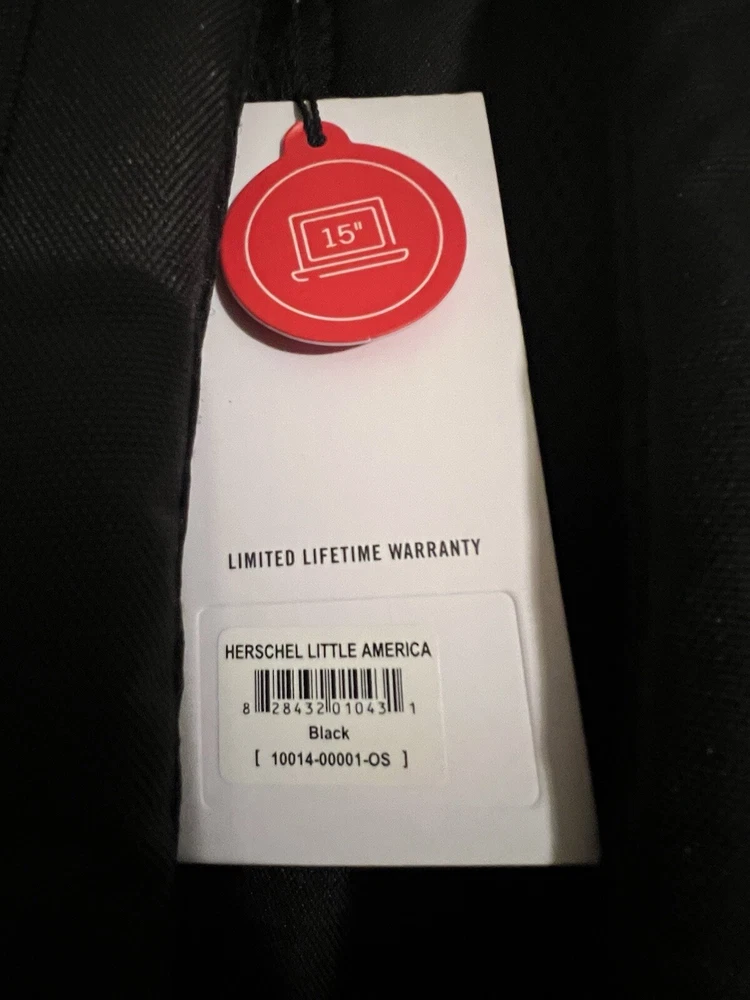 15"
LIMITED LIFETIME WARRANTY
HERSCHEL LITTLE AMERICA
8 28432 01043 1
Black
[ 10014-00001-OS ]